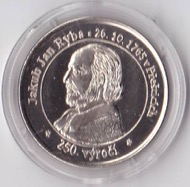 Jakub Jan Ryba * 26. 10. 1765 v Přešticích
* 250. výročí *